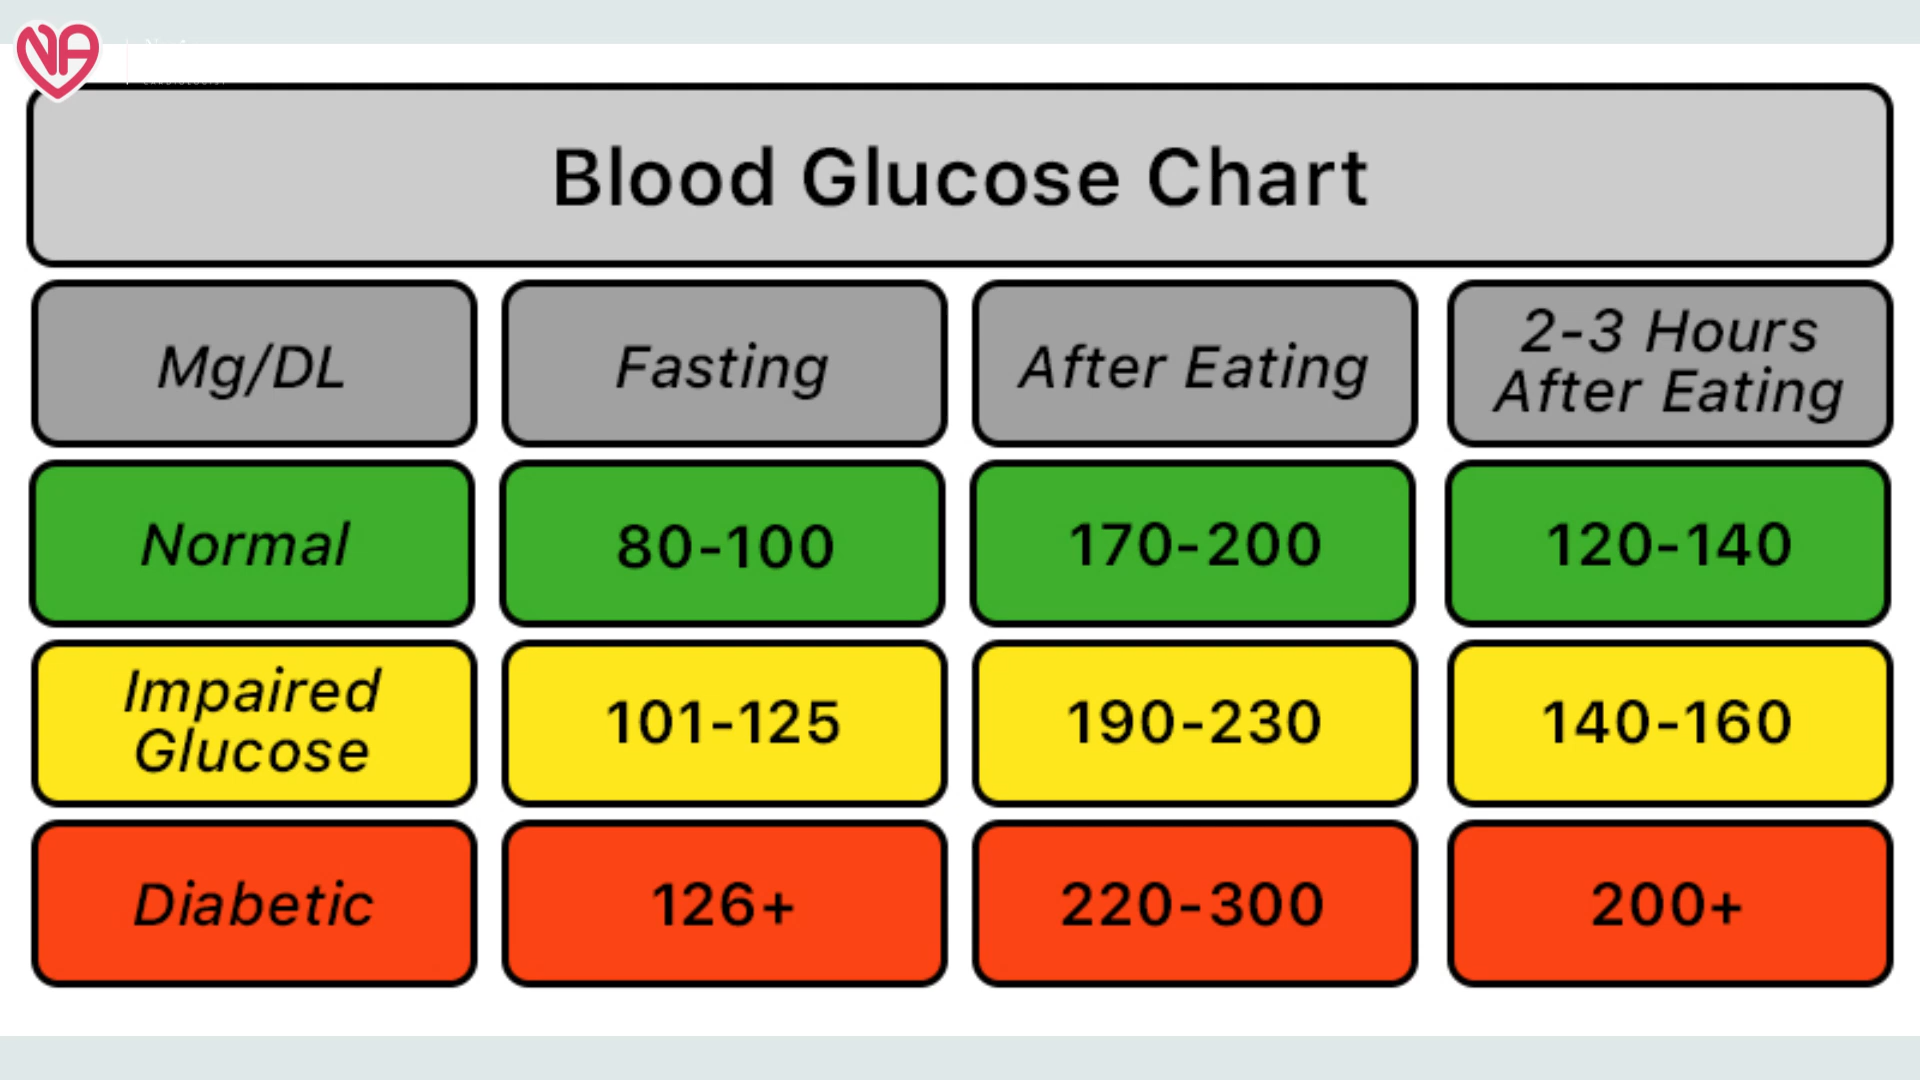 NA
Blood Glucose Chart
Mg/DL
Fasting
After Eating
2-3 Hours
After Eating
Normal
80-100
170-200
120-140
Impaired
Glucose
101-125
190-230
140-160
Diabetic
126+
220-300
200+